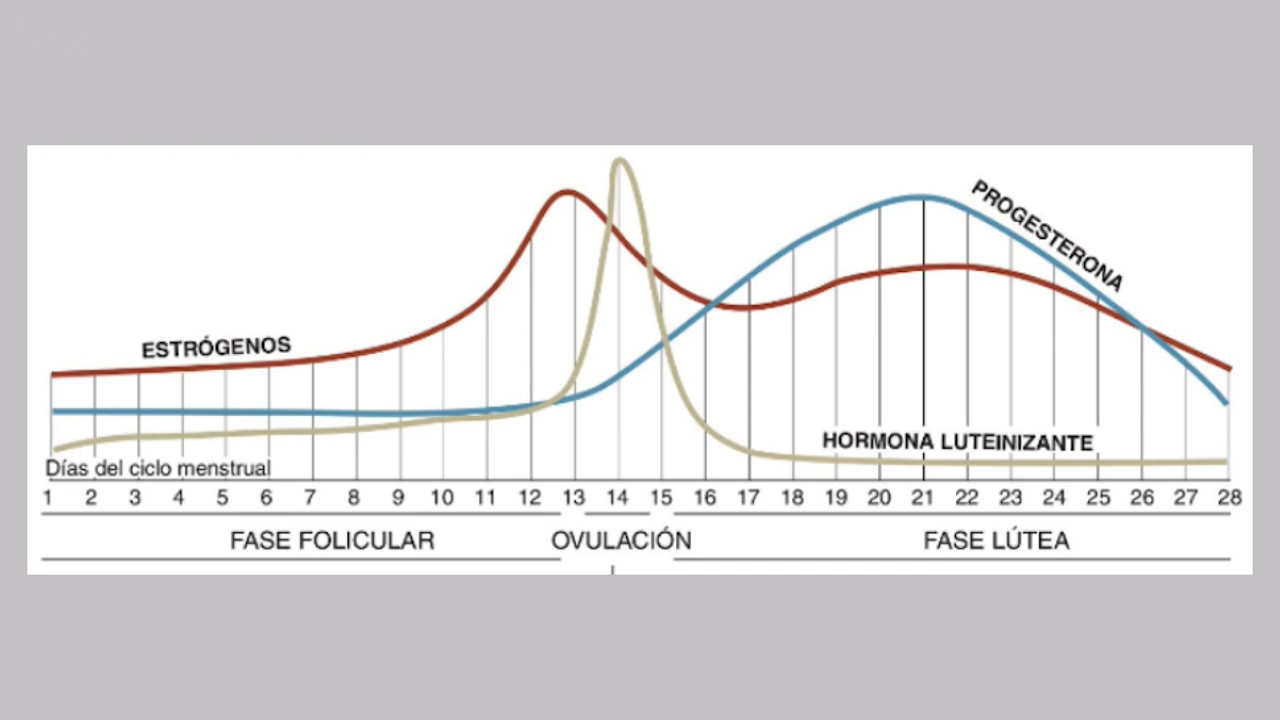 PROGESTERONA
ESTRÓGENOS
HORMONA LUTEINIZANTE
Días del ciclo menstrual
1 2 3 4 5 6 7 8 9 10 11 12 13 14 15 16 17 18 19 20 21 22 23 24 25 26 27 28
FASE FOLICULAR OVULACIÓN FASE LÚTEA